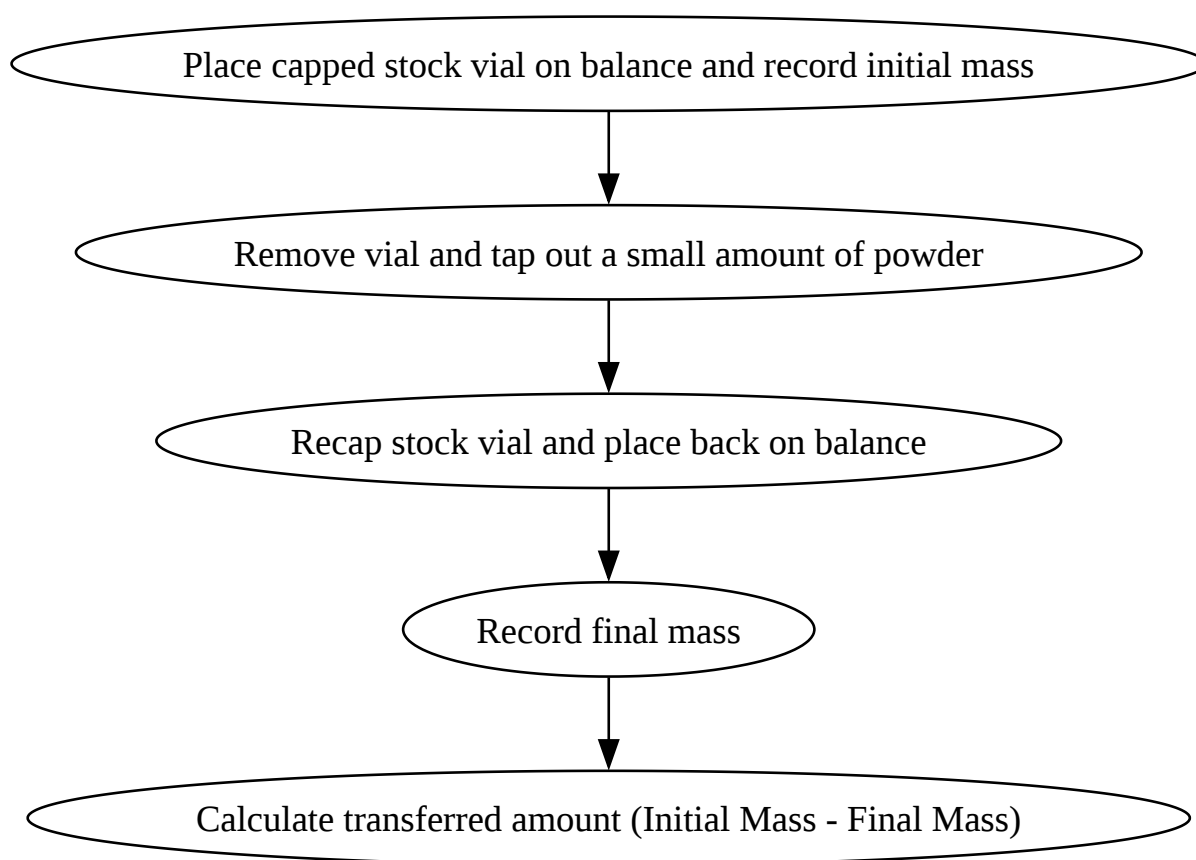 Place capped stock vial on balance and record initial mass
Remove vial and tap out a small amount of powder
Recap stock vial and place back on balance
Record final mass
Calculate transferred amount (Initial Mass - Final Mass)